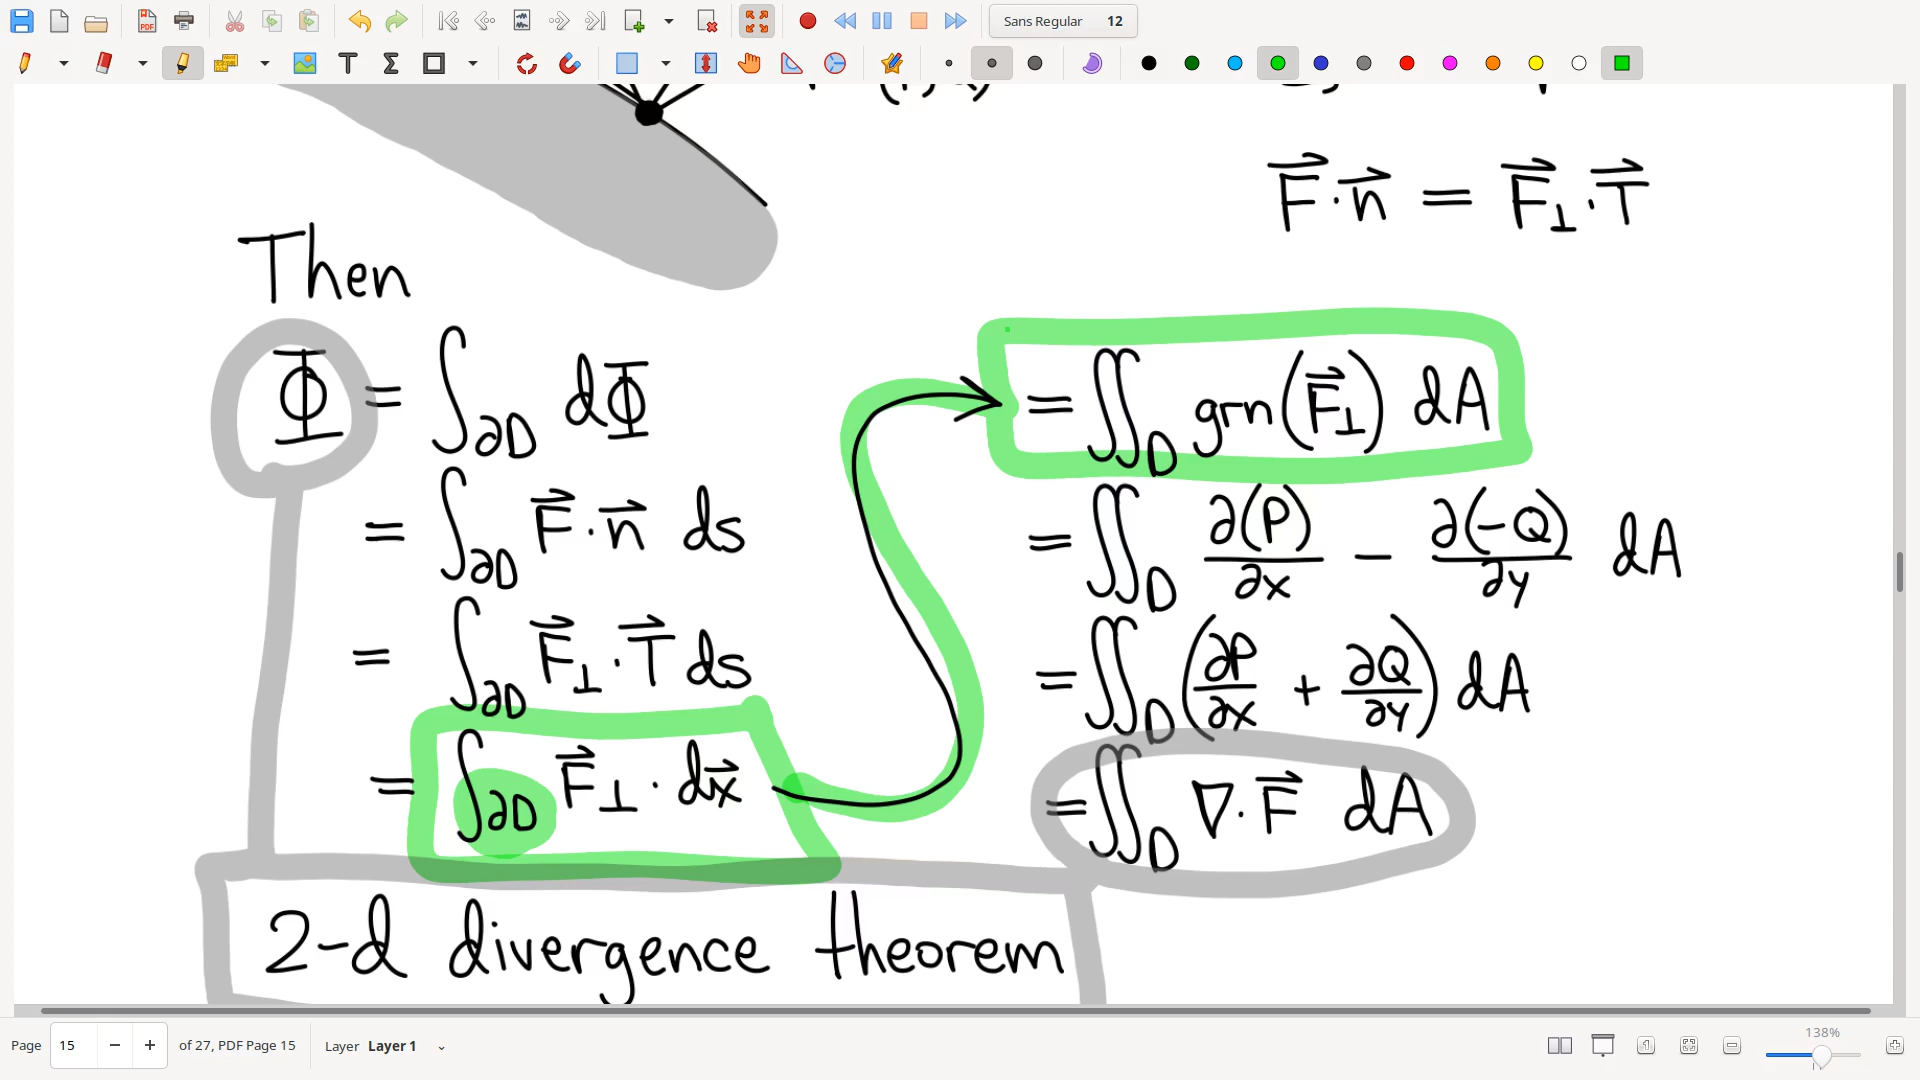 Sans Regular 12
F⃗·n⃗ = F⃗⊥·T⃗
Then
Φ = ∫∂D dΦ
= ∫∂D F⃗·n⃗ ds
= ∫∂D F⃗⊥·T⃗ ds
= ∫∂D F⃗⊥·dx⃗
= ∬D grn(F⃗⊥) dA
= ∬D ∂(P)/∂x − ∂(−Q)/∂y dA
= ∬D (∂P/∂x + ∂Q/∂y) dA
= ∬D ∇·F⃗ dA
2-d divergence theorem
Page 15 − + of 27, PDF Page 15 Layer Layer 1 138%